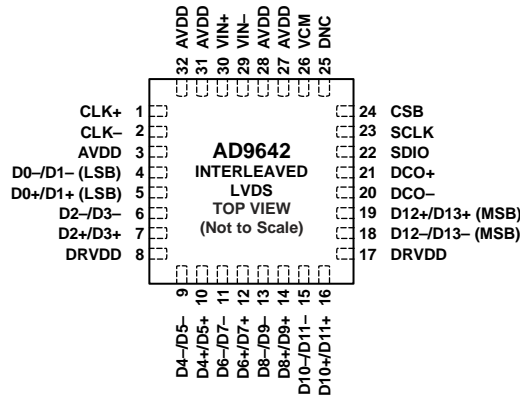 32 AVDD
31 AVDD
30 VIN+
29 VIN–
28 AVDD
27 AVDD
26 VCM
25 DNC
CLK+ 1
CLK– 2
AVDD 3
D0–/D1– (LSB) 4
D0+/D1+ (LSB) 5
D2–/D3– 6
D2+/D3+ 7
DRVDD 8
AD9642
INTERLEAVED
LVDS
TOP VIEW
(Not to Scale)
24 CSB
23 SCLK
22 SDIO
21 DCO+
20 DCO–
19 D12+/D13+ (MSB)
18 D12–/D13– (MSB)
17 DRVDD
D4–/D5– 9
D4+/D5+ 10
D6–/D7– 11
D6+/D7+ 12
D8–/D9– 13
D8+/D9+ 14
D10–/D11– 15
D10+/D11+ 16